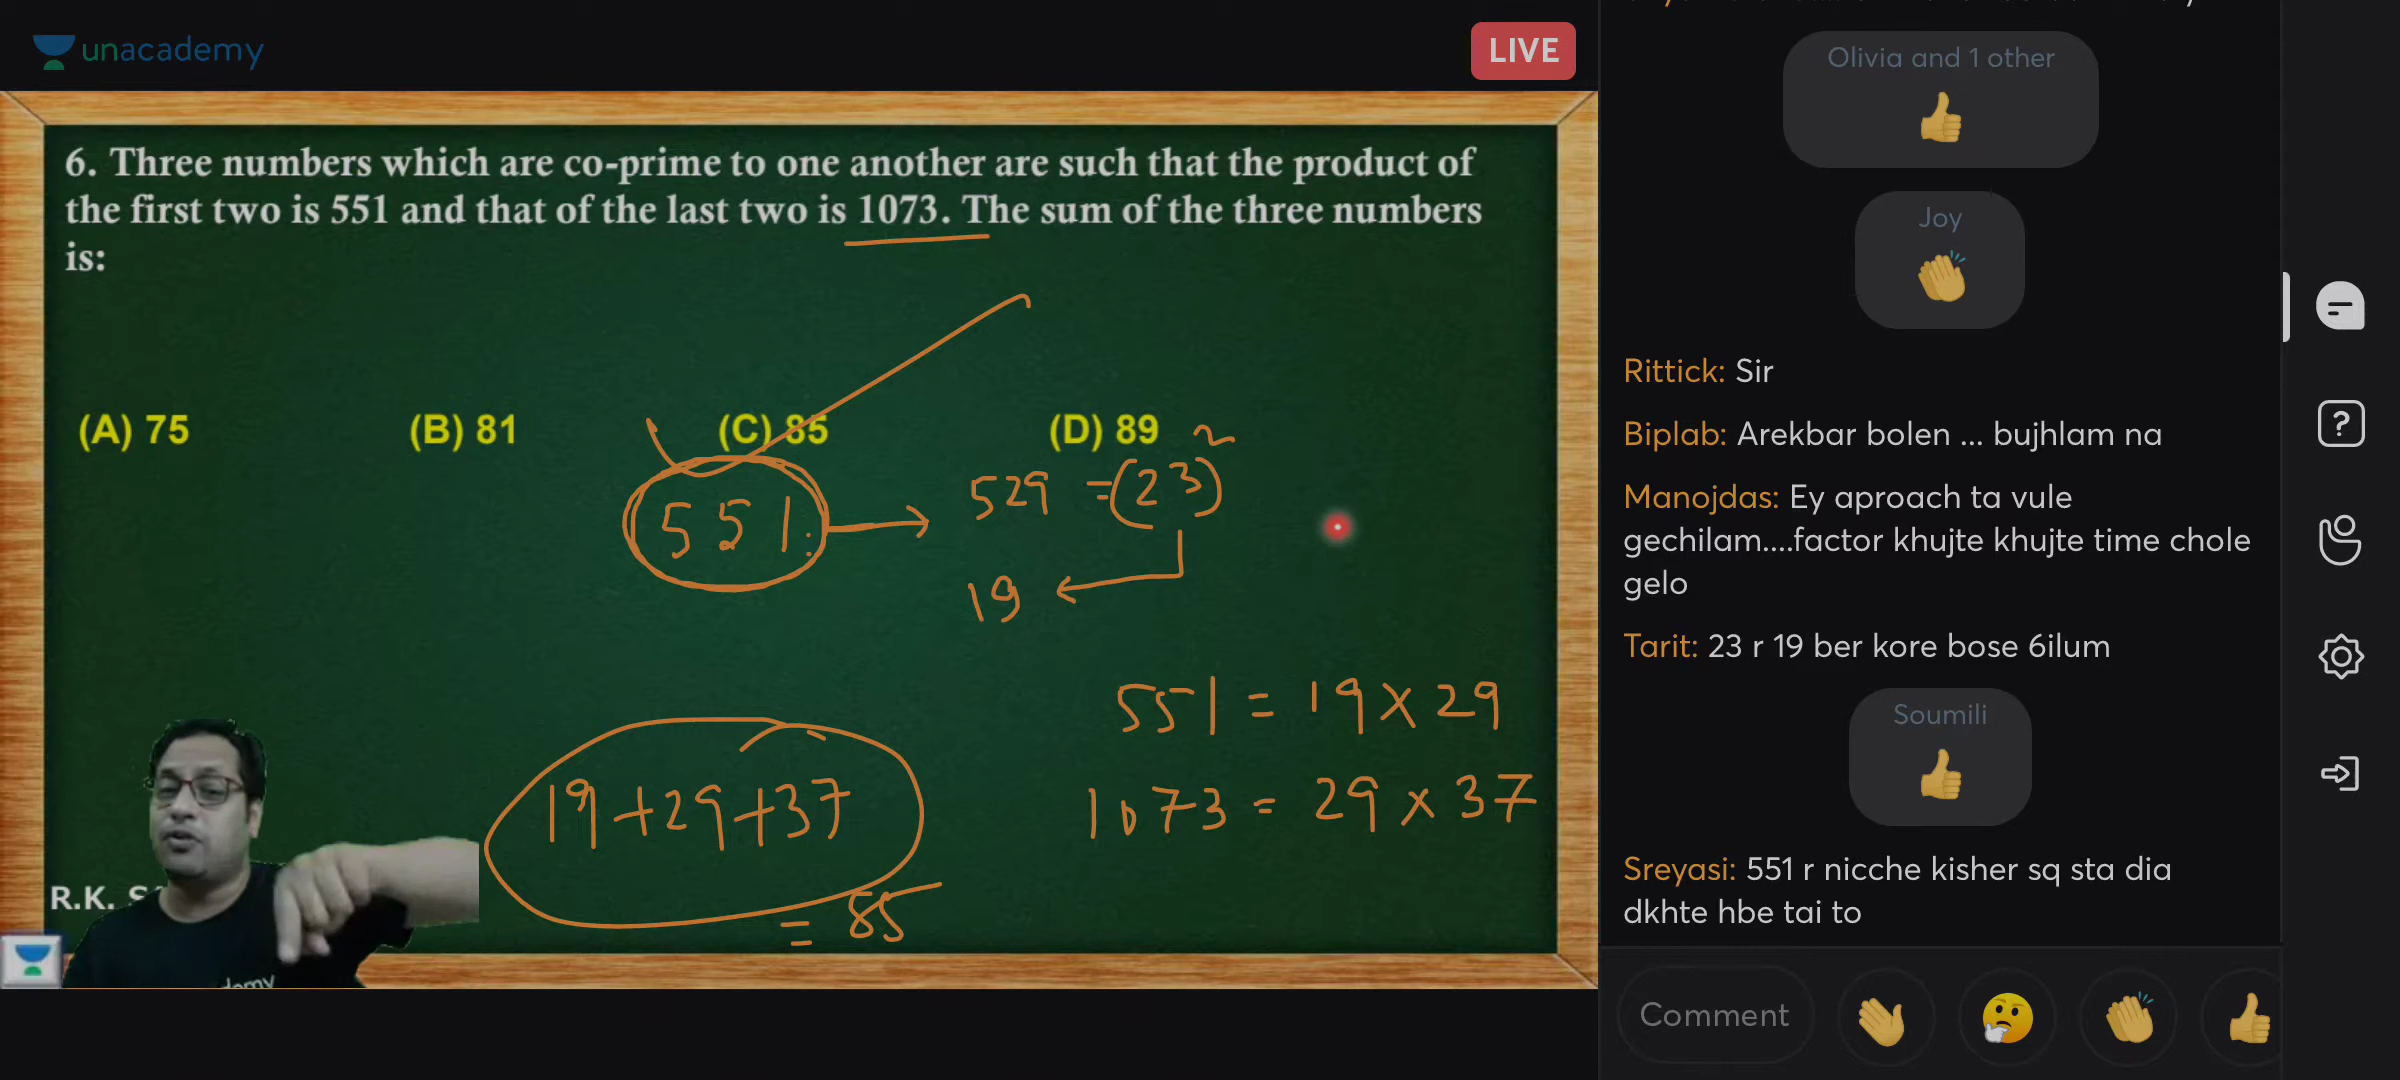 unacademy
LIVE
6. Three numbers which are co-prime to one another are such that the product of
the first two is 551 and that of the last two is 1073. The sum of the three numbers
is:
(A) 75
(B) 81
(C) 85
(D) 89
551
529 = (23)²
19
551 = 19 × 29
1073 = 29 × 37
19+29+37
= 85
R.K.
Olivia and 1 other
Joy
Rittick: Sir
Biplab: Arekbar bolen ... bujhlam na
Manojdas: Ey aproach ta vule
gechilam....factor khujte khujte time chole
gelo
Tarit: 23 r 19 ber kore bose 6ilum
Soumili
Sreyasi: 551 r nicche kisher sq sta dia
dkhte hbe tai to
Comment